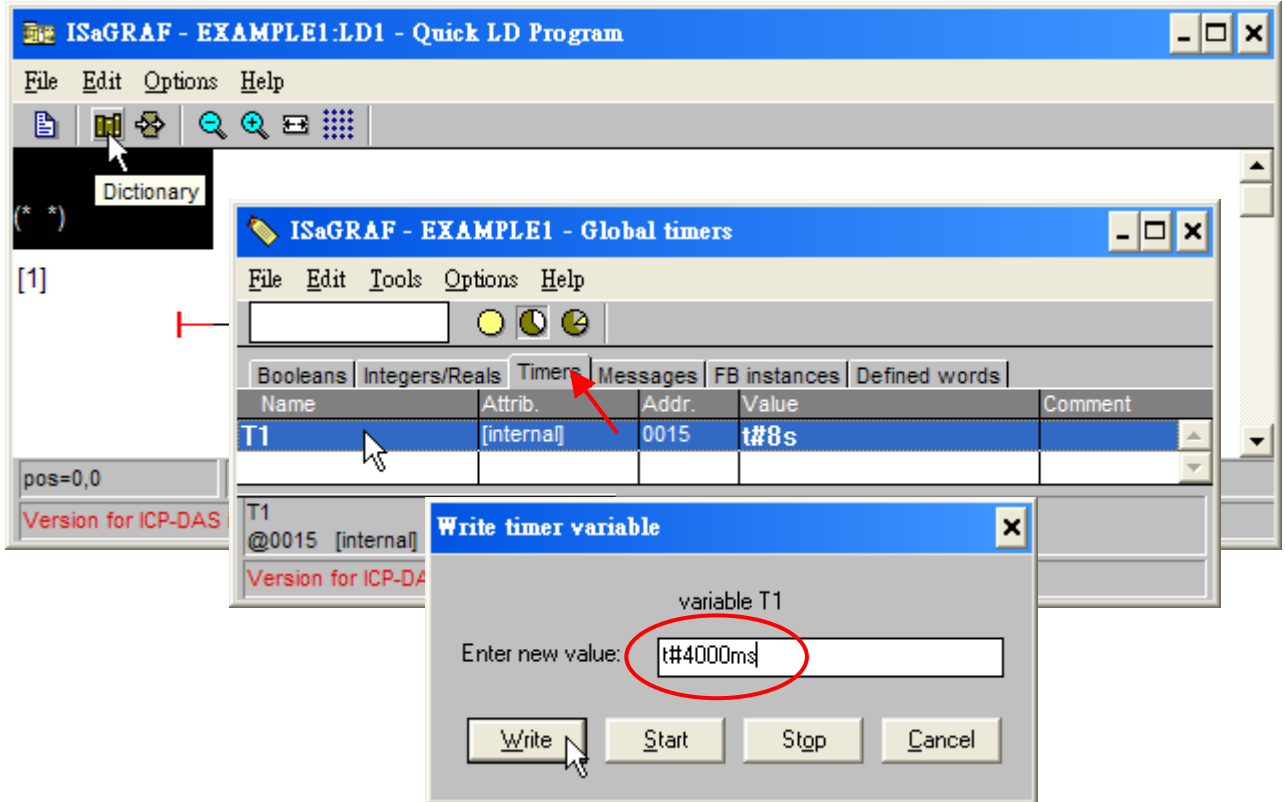 ISaGRAF - EXAMPLE1:LD1 - Quick LD Program
File Edit Options Help
Dictionary
(* *)
[1]
pos=0,0
Version for ICP-DAS
ISaGRAF - EXAMPLE1 - Global timers
File Edit Tools Options Help
Booleans Integers/Reals Timers Messages FB instances Defined words
Name Attrib. Addr. Value Comment
T1 [internal] 0015 t#8s
T1
@0015 [internal]
Version for ICP-DA
Write timer variable
variable T1
Enter new value: t#4000ms
Write Start Stop Cancel